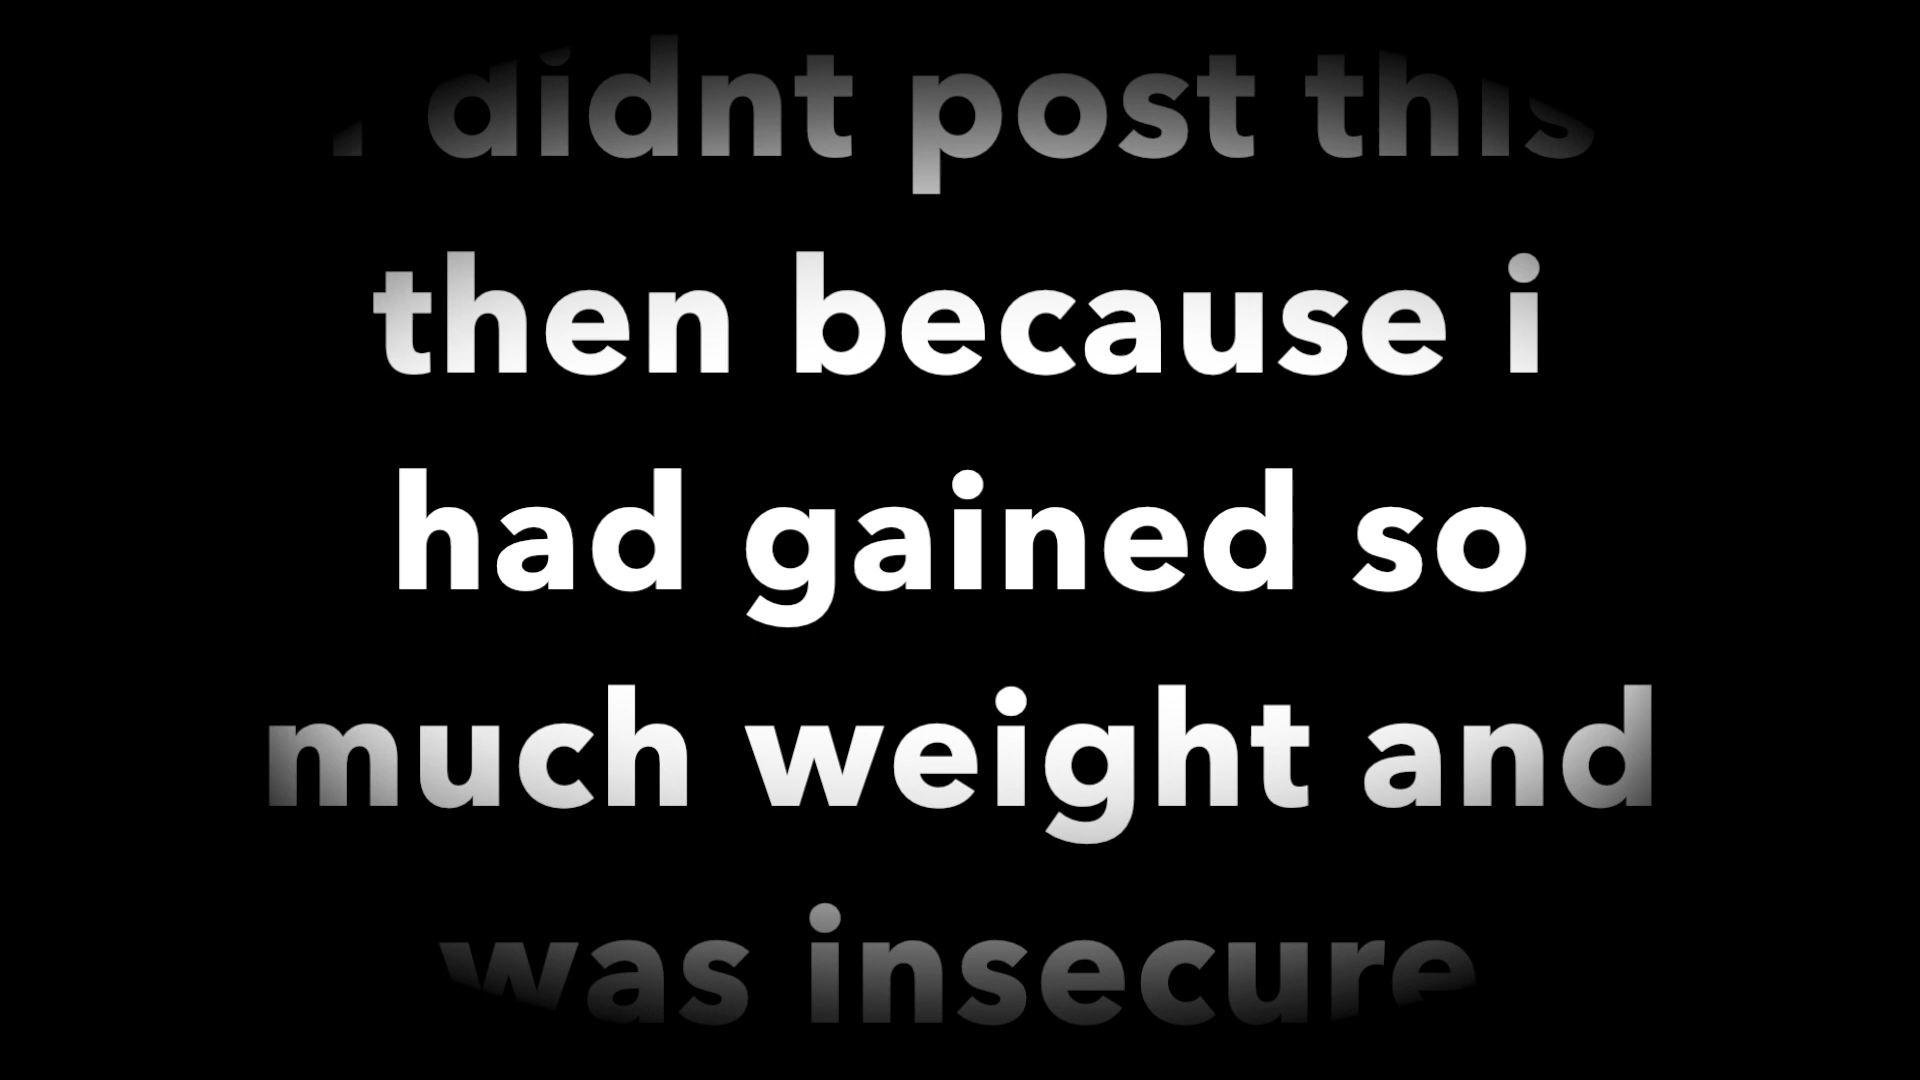 i didnt post this
then because i
had gained so
much weight and
was insecure